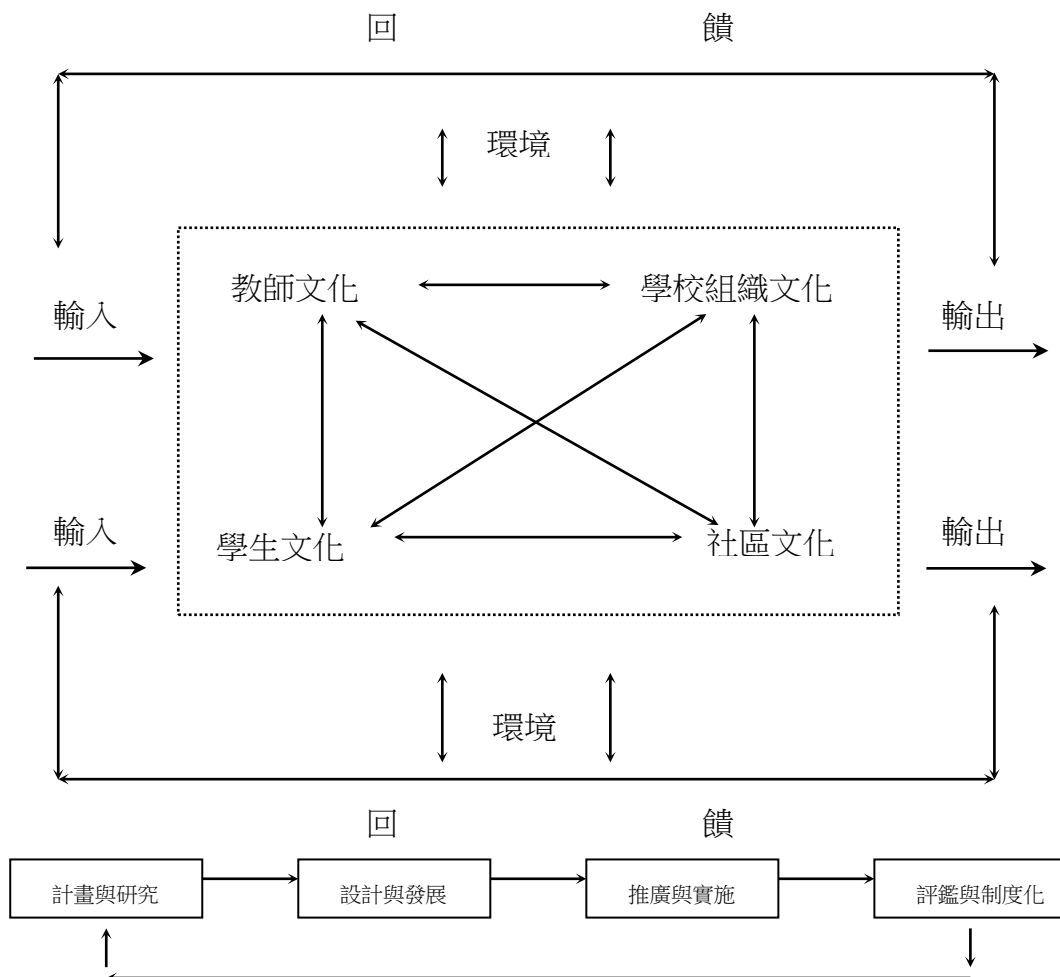 回 饋
環境
教師文化 學校組織文化
輸入 輸出
輸入 輸出
學生文化 社區文化
環境
回 饋
計畫與研究 設計與發展 推廣與實施 評鑑與制度化